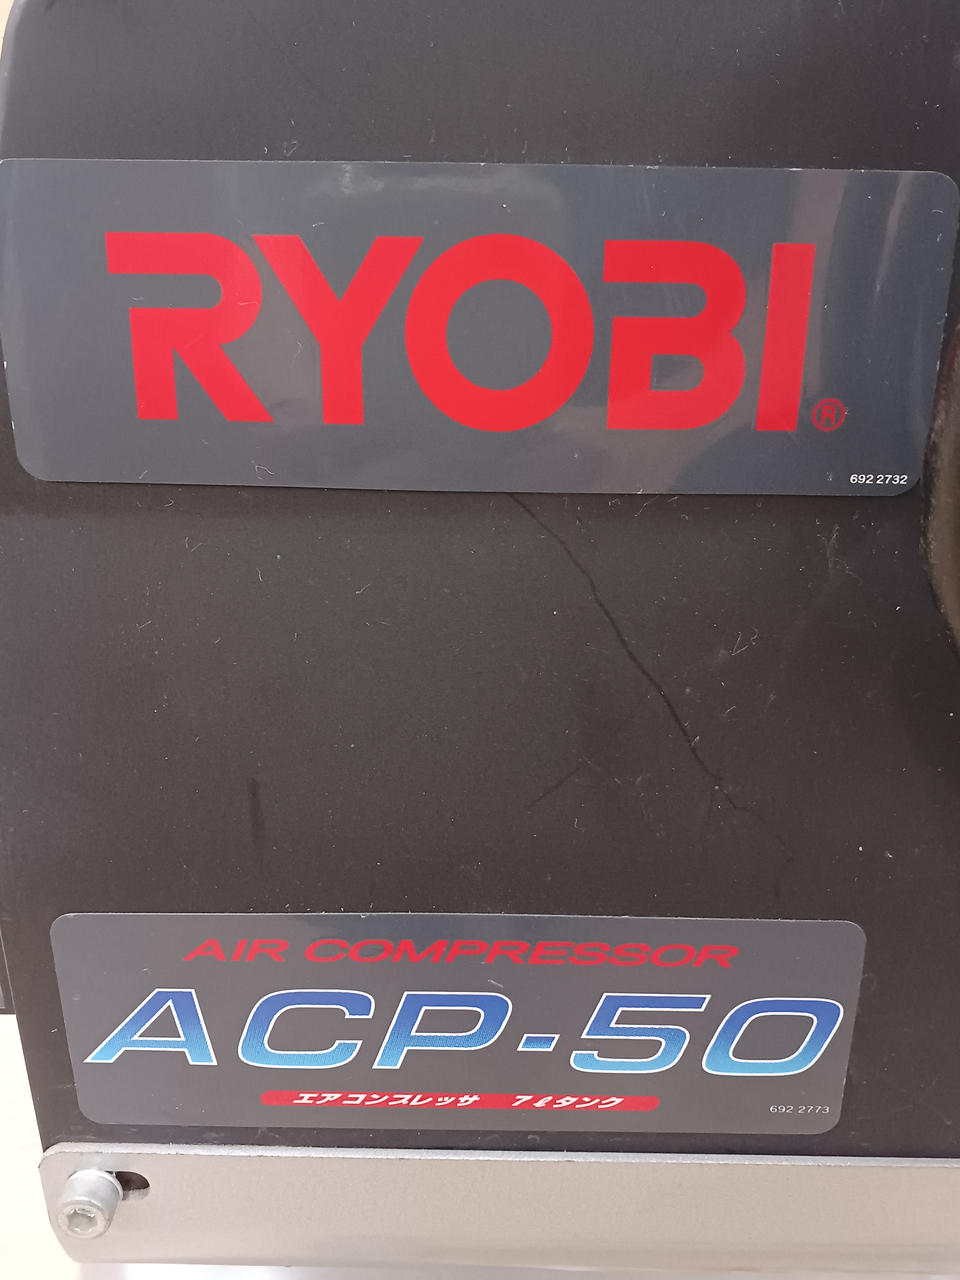 RYOBI®
692 2732
AIR COMPRESSOR
ACP-50
エアコンプレッサ 7ℓタンク
692 2773